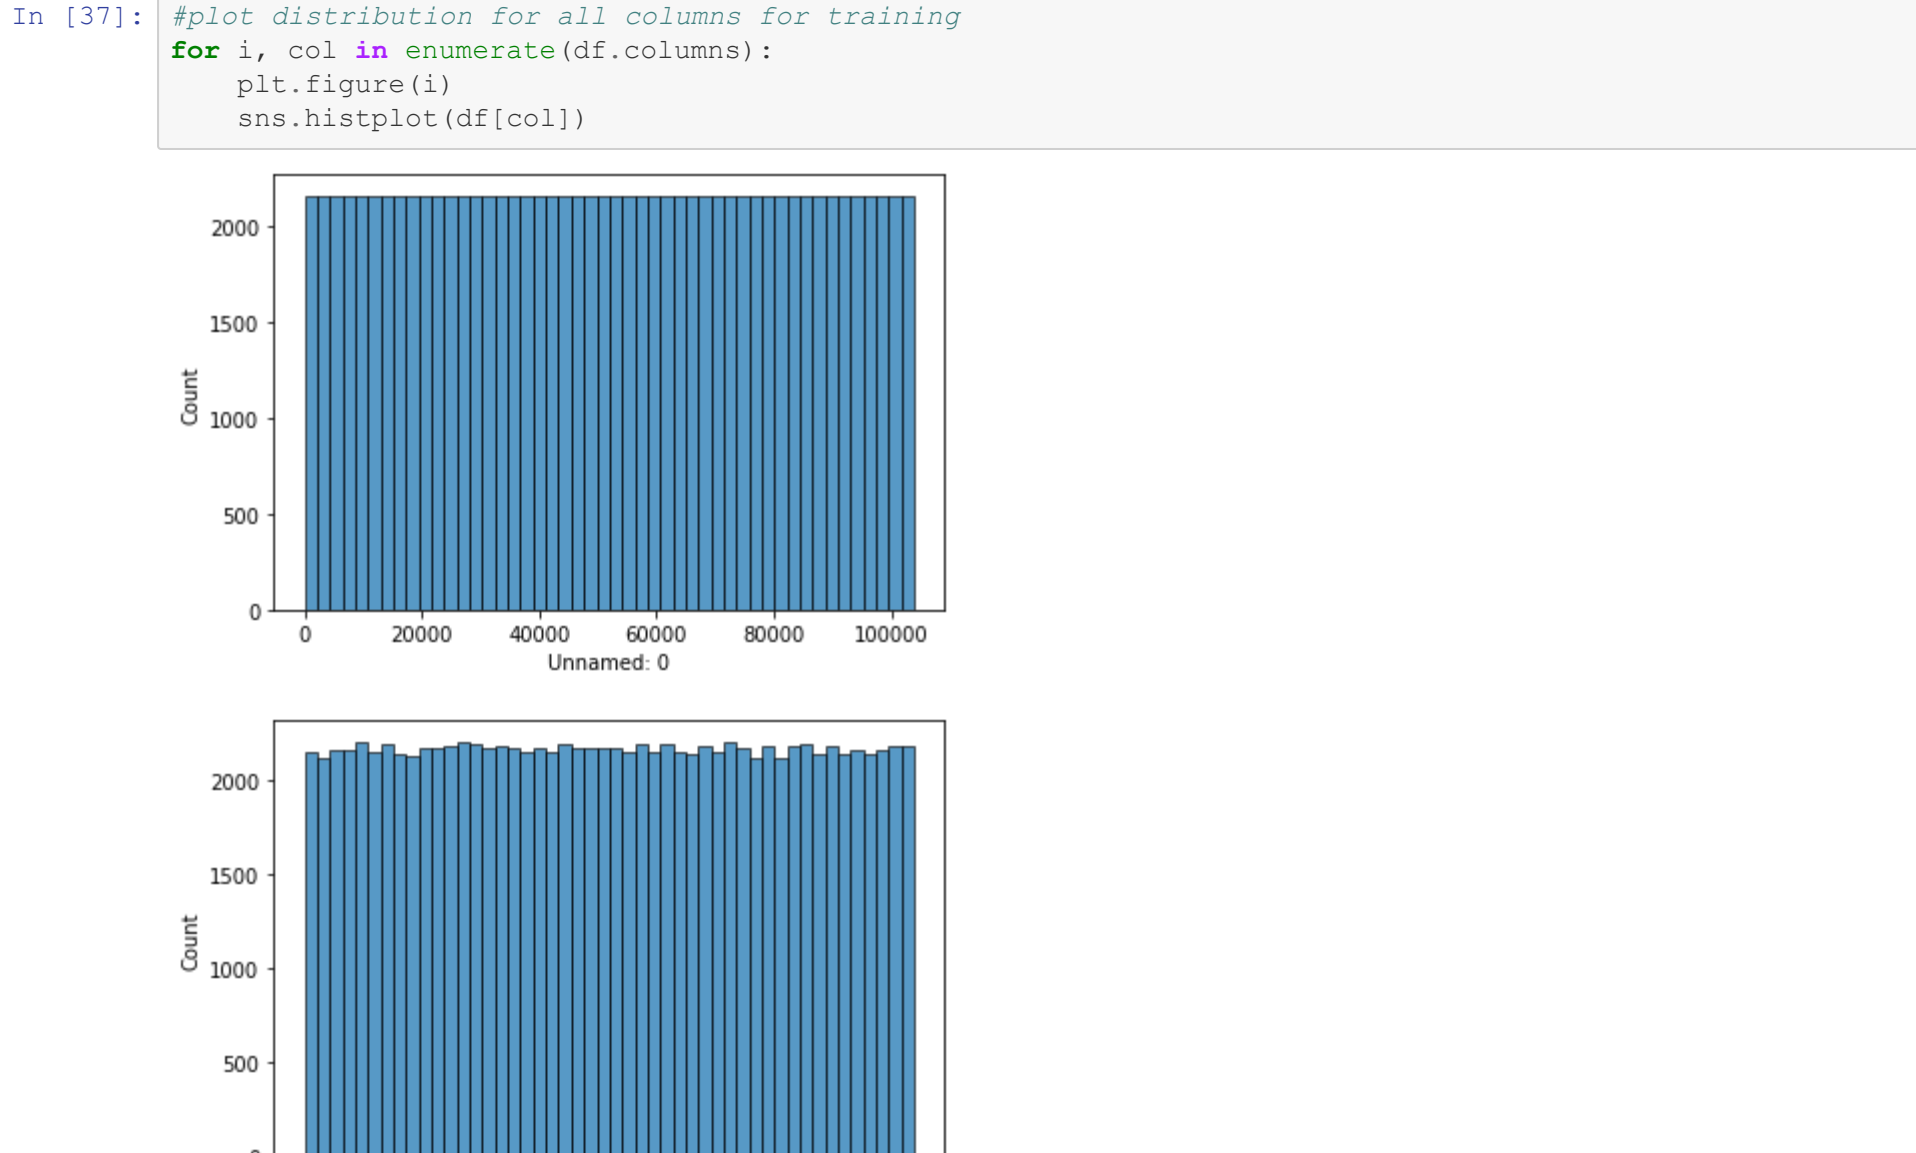 In [37]: #plot distribution for all columns for training
for i, col in enumerate(df.columns):
    plt.figure(i)
    sns.histplot(df[col])
2000
1500
Count
1000
500
0
0 20000 40000 60000 80000 100000
Unnamed: 0
2000
1500
Count
1000
500